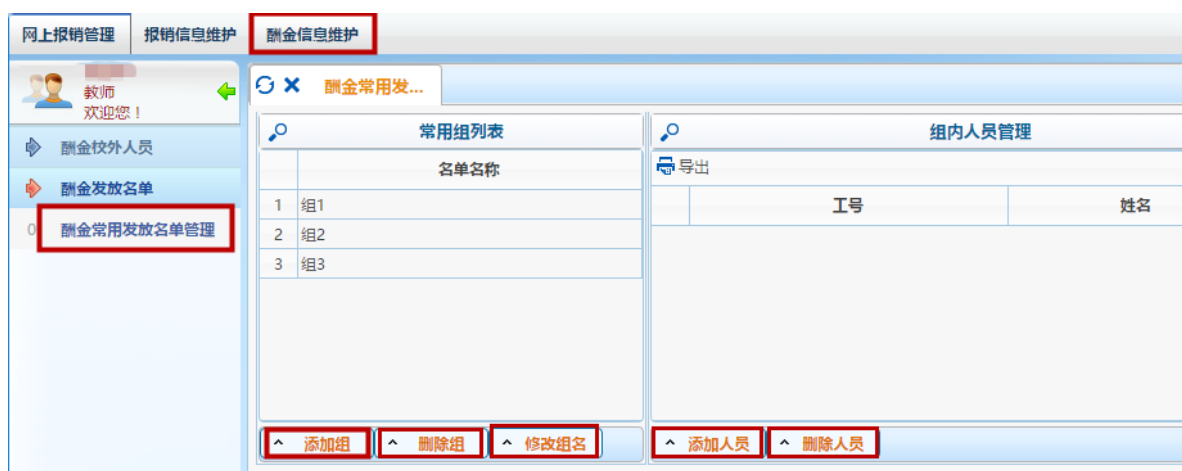 网上报销管理 报销信息维护 酬金信息维护
教师
欢迎您！
酬金校外人员
酬金发放名单
0 酬金常用发放名单管理
酬金常用发...
常用组列表
名单名称
1 组1
2 组2
3 组3
添加组 删除组 修改组名
组内人员管理
导出
工号 姓名
添加人员 删除人员